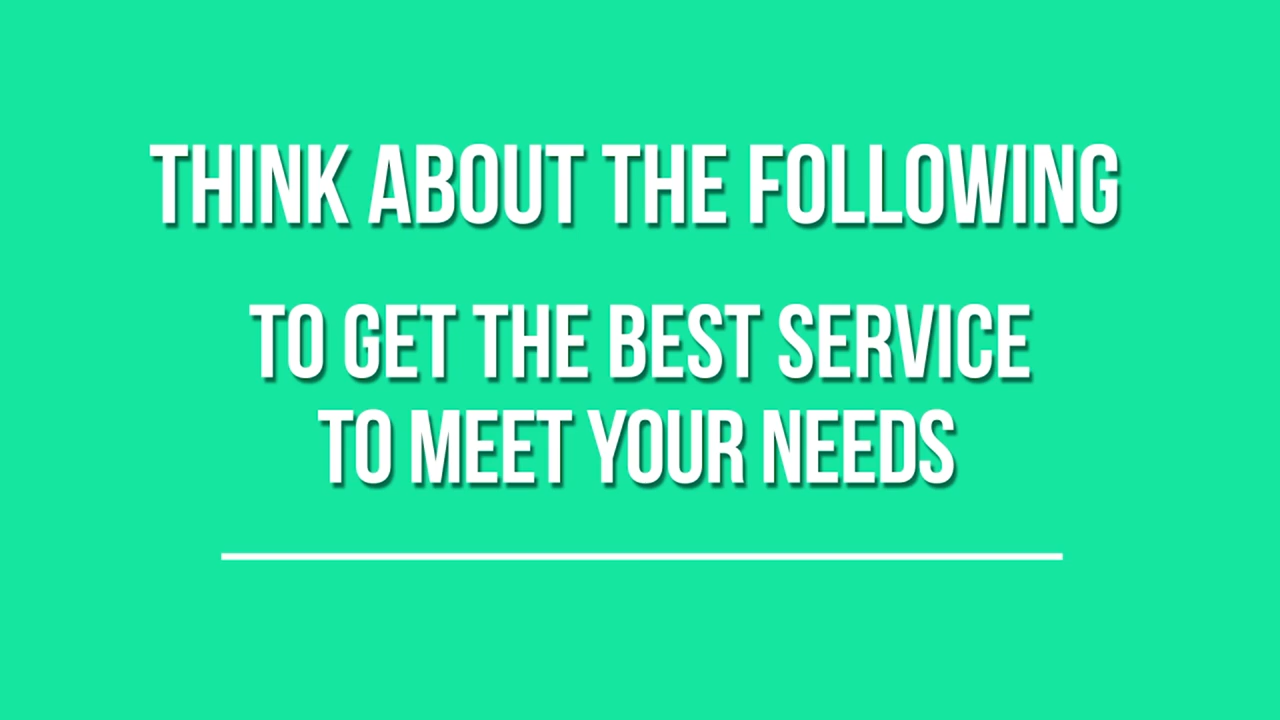 THINK ABOUT THE FOLLOWING
TO GET THE BEST SERVICE
TO MEET YOUR NEEDS